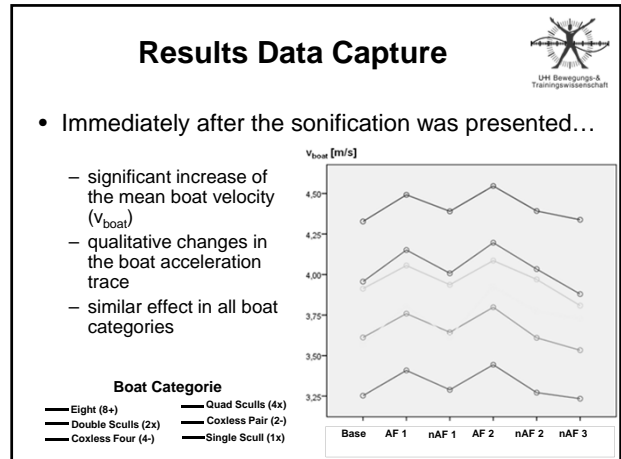 Results Data Capture
UH Bewegungs-&
Trainingswissenschaft
• Immediately after the sonification was presented…
– significant increase of
the mean boat velocity
(vboat)
– qualitative changes in
the boat acceleration
trace
– similar effect in all boat
categories
vboat [m/s]
4,50
4,25
4,00
3,75
3,50
3,25
Base AF 1 nAF 1 AF 2 nAF 2 nAF 3
Boat Categorie
Eight (8+)
Double Sculls (2x)
Coxless Four (4-)
Quad Sculls (4x)
Coxless Pair (2-)
Single Scull (1x)